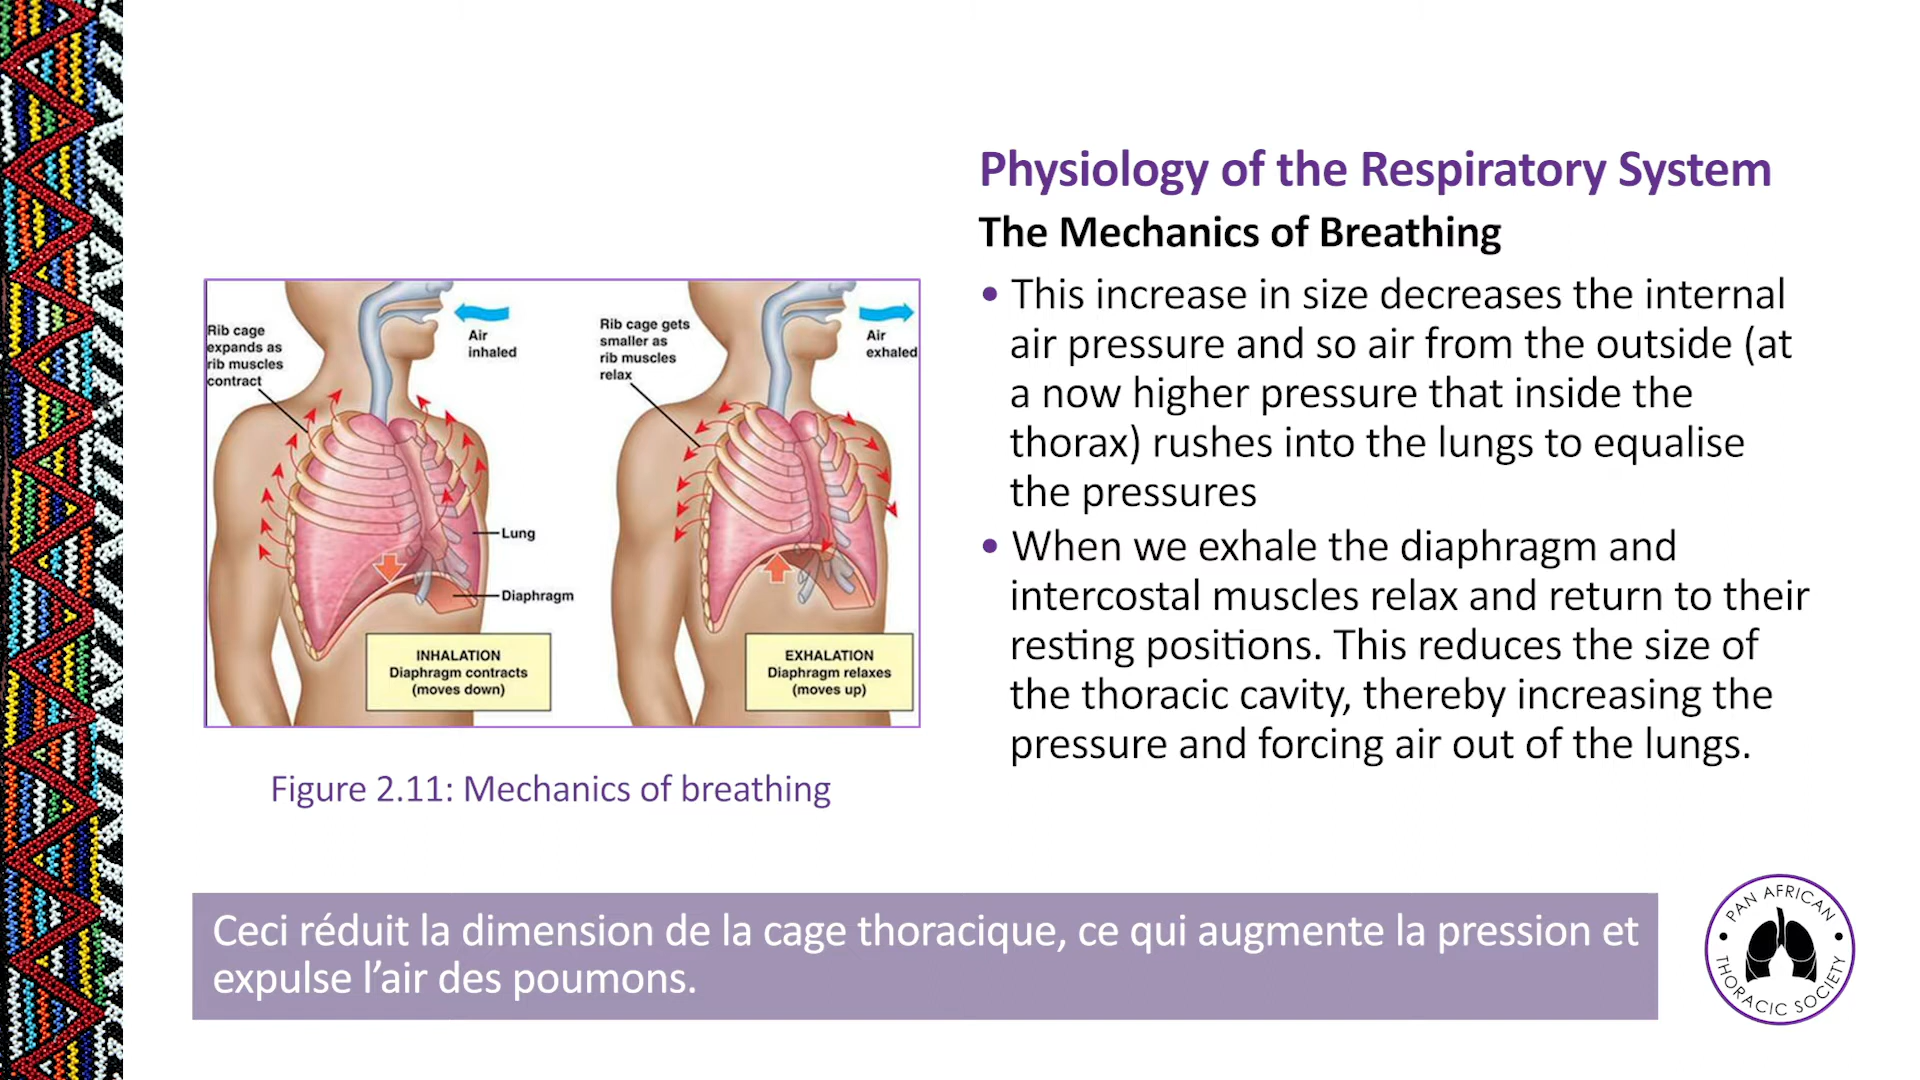 Physiology of the Respiratory System
The Mechanics of Breathing
• This increase in size decreases the internal
air pressure and so air from the outside (at
a now higher pressure that inside the
thorax) rushes into the lungs to equalise
the pressures
• When we exhale the diaphragm and
intercostal muscles relax and return to their
resting positions. This reduces the size of
the thoracic cavity, thereby increasing the
pressure and forcing air out of the lungs.
Rib cage
expands as
rib muscles
contract
Air
inhaled
Lung
Diaphragm
INHALATION
Diaphragm contracts
(moves down)
Rib cage gets
smaller as
rib muscles
relax
Air
exhaled
EXHALATION
Diaphragm relaxes
(moves up)
Figure 2.11: Mechanics of breathing
Ceci réduit la dimension de la cage thoracique, ce qui augmente la pression et
expulse l’air des poumons.
PAN AFRICAN
THORACIC SOCIETY